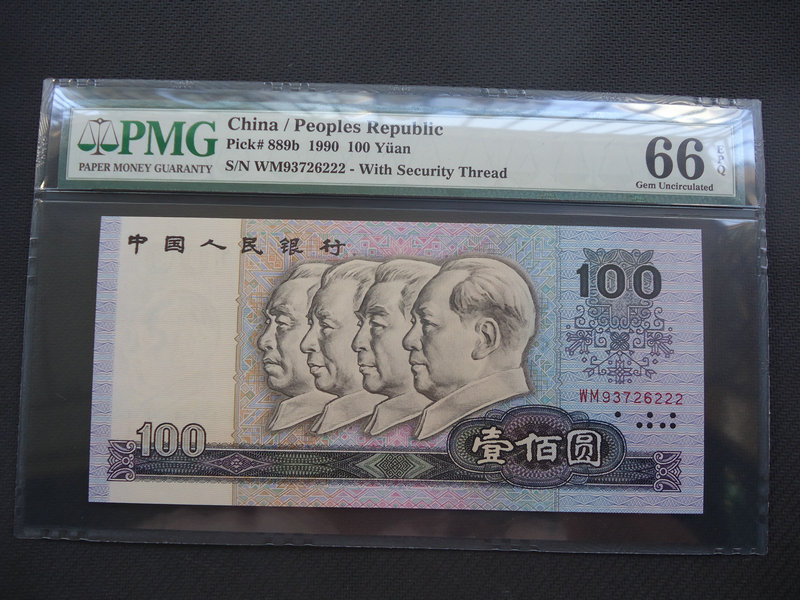 PMG
PAPER MONEY GUARANTY
China / Peoples Republic
Pick# 889b 1990 100 Yüan
S/N WM93726222 - With Security Thread
66 EPQ
Gem Uncirculated
中国人民银行
100
WM93726222
100
壹佰圆